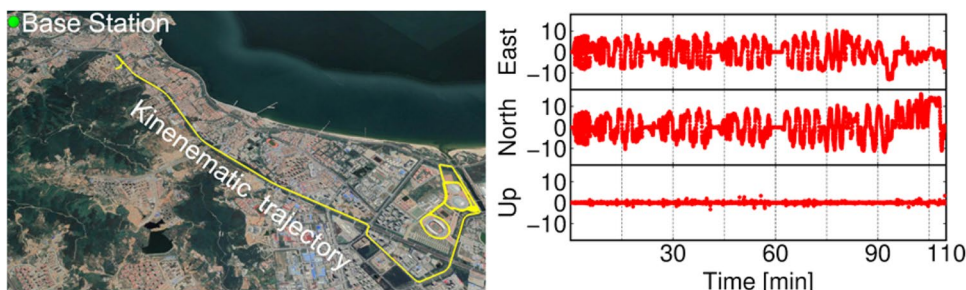 Base Station
Kinenematic trajectory
East
10
0
−10
North
10
0
−10
Up
10
0
−10
30 60 90 110
Time [min]